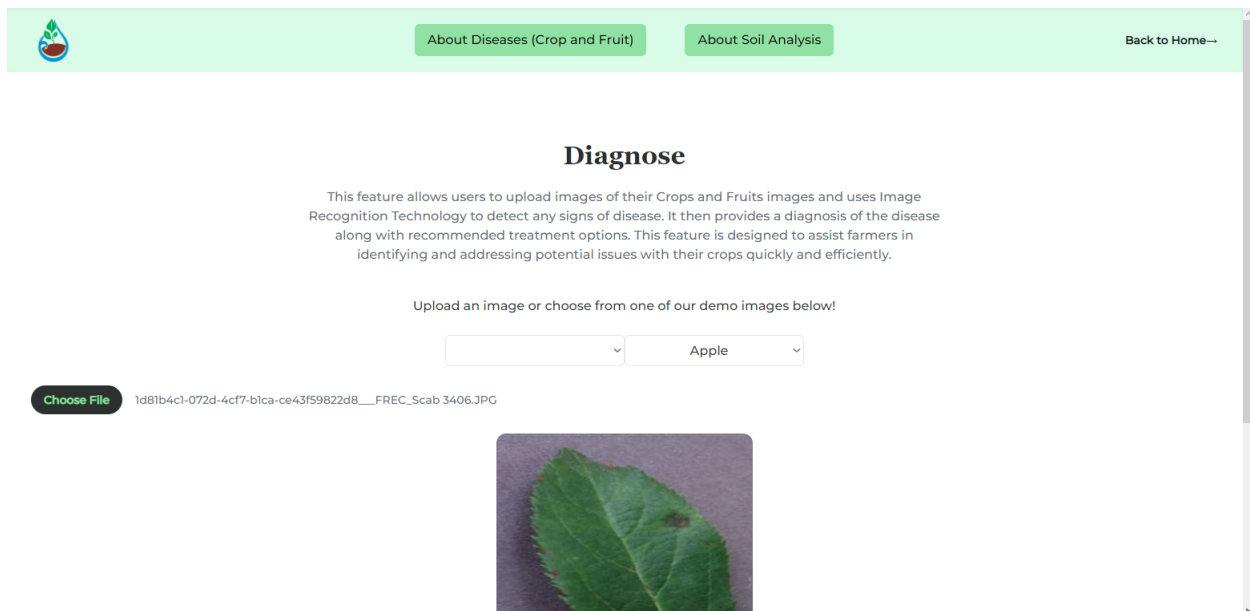 About Diseases (Crop and Fruit)
About Soil Analysis
Back to Home→
Diagnose
This feature allows users to upload images of their Crops and Fruits images and uses Image
Recognition Technology to detect any signs of disease. It then provides a diagnosis of the disease
along with recommended treatment options. This feature is designed to assist farmers in
identifying and addressing potential issues with their crops quickly and efficiently.
Upload an image or choose from one of our demo images below!
Apple
Choose File
1d81b4c1-072d-4cf7-b1ca-ce43f59822d8___FREC_Scab 3406.JPG